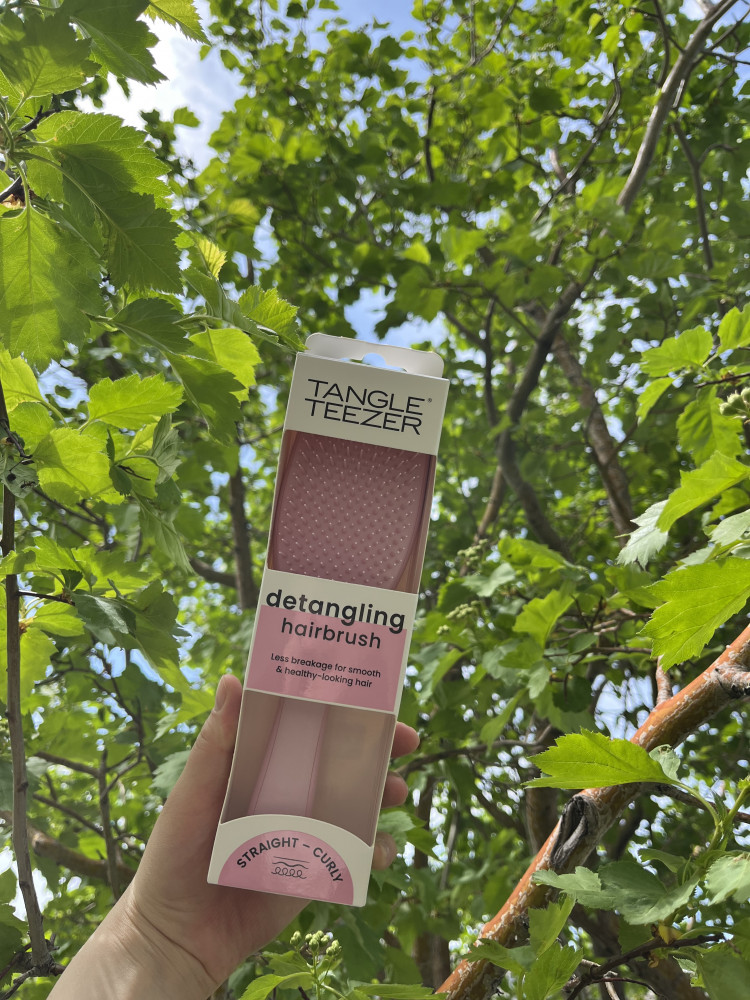 TANGLE
TEEZER®
detangling
hairbrush
Less breakage for smooth
& healthy-looking hair
STRAIGHT – CURLY